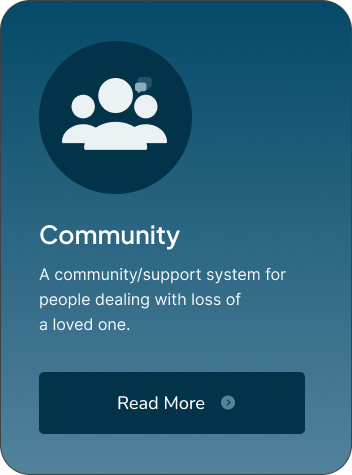 Community
A community/support system for
people dealing with loss of
a loved one.
Read More